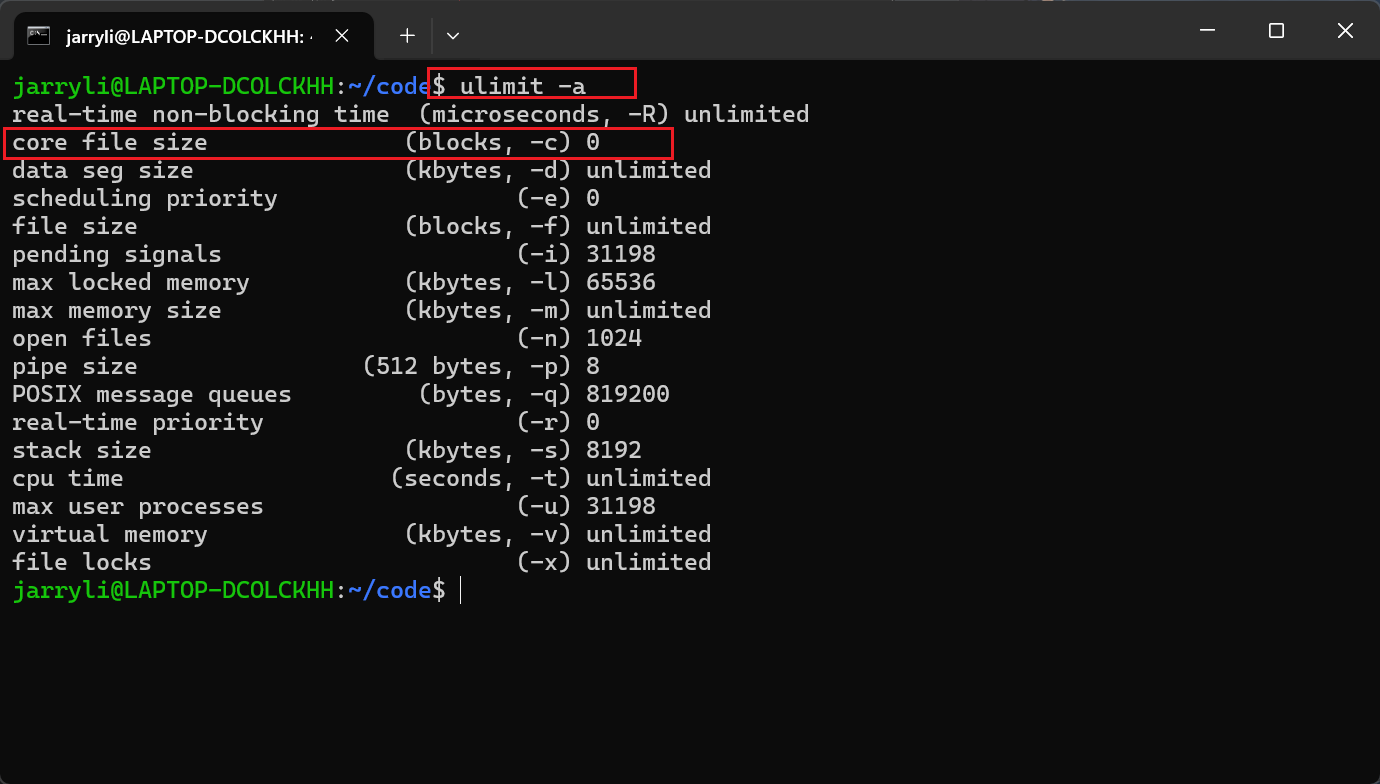 jarryli@LAPTOP-DCOLCKHH: ~
jarryli@LAPTOP-DCOLCKHH:~/code$ ulimit -a
real-time non-blocking time  (microseconds, -R) unlimited
core file size              (blocks, -c) 0
data seg size               (kbytes, -d) unlimited
scheduling priority                 (-e) 0
file size                   (blocks, -f) unlimited
pending signals                     (-i) 31198
max locked memory           (kbytes, -l) 65536
max memory size             (kbytes, -m) unlimited
open files                          (-n) 1024
pipe size                (512 bytes, -p) 8
POSIX message queues         (bytes, -q) 819200
real-time priority                  (-r) 0
stack size                  (kbytes, -s) 8192
cpu time                   (seconds, -t) unlimited
max user processes                  (-u) 31198
virtual memory              (kbytes, -v) unlimited
file locks                          (-x) unlimited
jarryli@LAPTOP-DCOLCKHH:~/code$